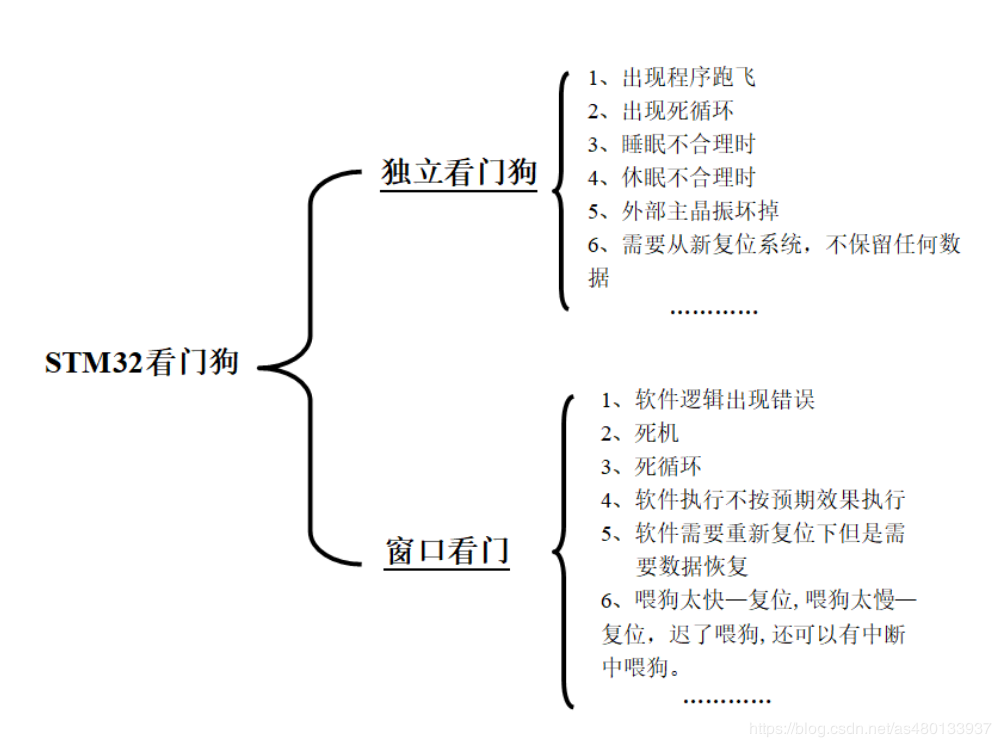 1、出现程序跑飞
2、出现死循环
3、睡眠不合理时
4、休眠不合理时
5、外部主晶振坏掉
6、需要从新复位系统，不保留任何数
据
…………
独立看门狗
STM32看门狗
1、软件逻辑出现错误
2、死机
3、死循环
4、软件执行不按预期效果执行
5、软件需要重新复位下但是需
要数据恢复
6、喂狗太快—复位,喂狗太慢—
复位，迟了喂狗,还可以有中断
中喂狗。
…………
窗口看门
https://blog.csdn.net/as480133937